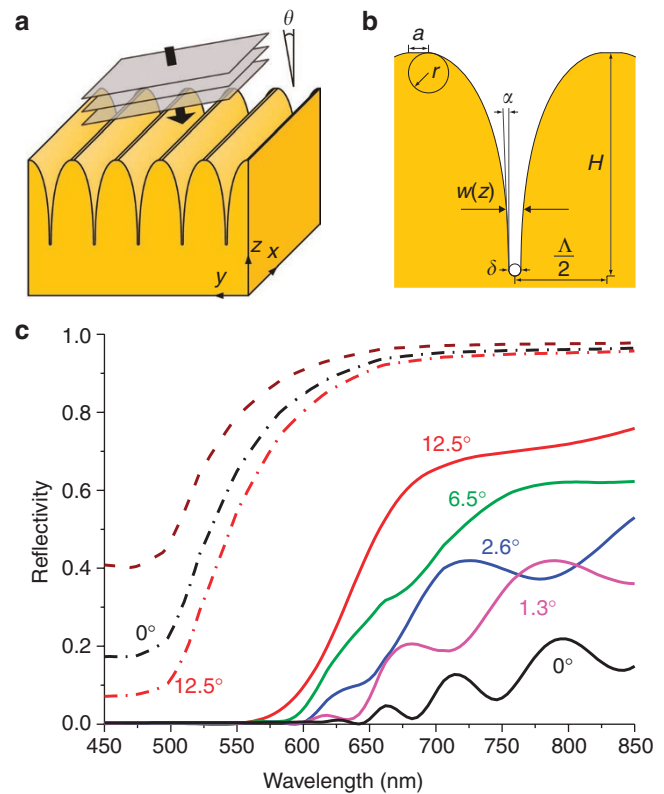 a
θ
z
x
y
b
a
r
α
H
w(z)
δ
Λ/2
c
1.0
0.8
0.6
0.4
0.2
0.0
Reflectivity
12.5°
6.5°
2.6°
1.3°
0°
0°
12.5°
450 500 550 600 650 700 750 800 850
Wavelength (nm)